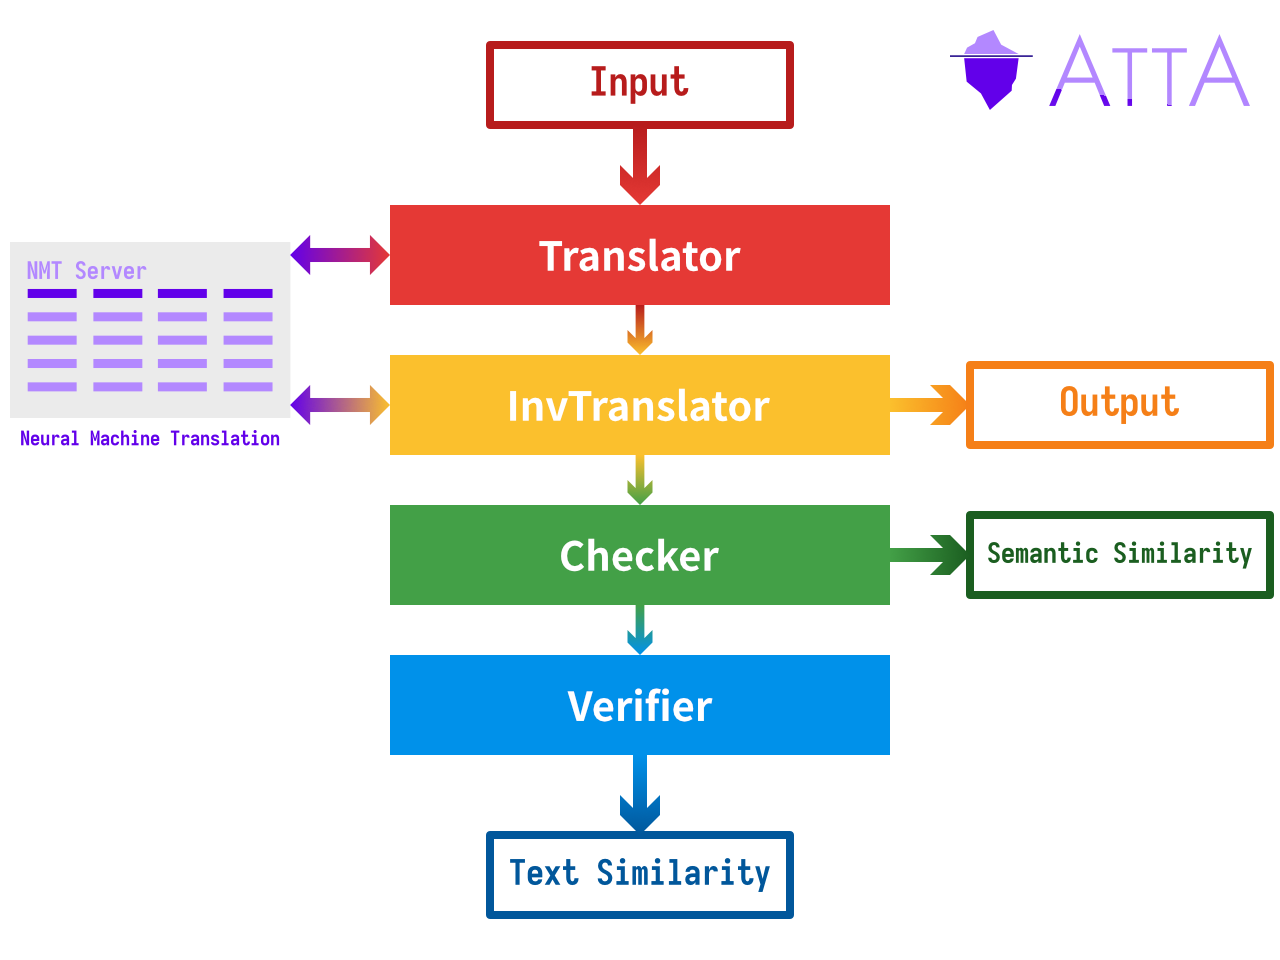 Input
ATTA
Translator
NMT Server
Neural Machine Translation
InvTranslator
Output
Checker
Semantic Similarity
Verifier
Text Similarity